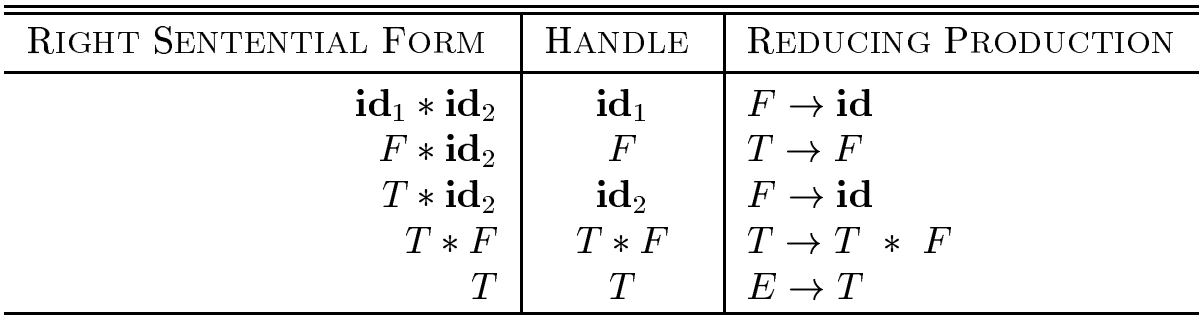 RIGHT SENTENTIAL FORM HANDLE REDUCING PRODUCTION
id₁ * id₂ id₁ F → id
F * id₂ F T → F
T * id₂ id₂ F → id
T * F T * F T → T * F
T T E → T